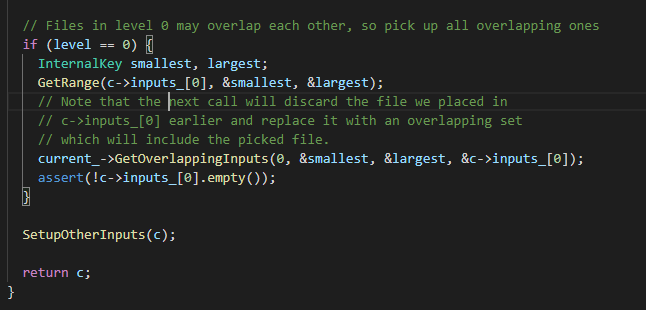 // Files in level 0 may overlap each other, so pick up all overlapping ones
if (level == 0) {
InternalKey smallest, largest;
GetRange(c->inputs_[0], &smallest, &largest);
// Note that the next call will discard the file we placed in
// c->inputs_[0] earlier and replace it with an overlapping set
// which will include the picked file.
current_->GetOverlappingInputs(0, &smallest, &largest, &c->inputs_[0]);
assert(!c->inputs_[0].empty());
}
SetupOtherInputs(c);
return c;
}